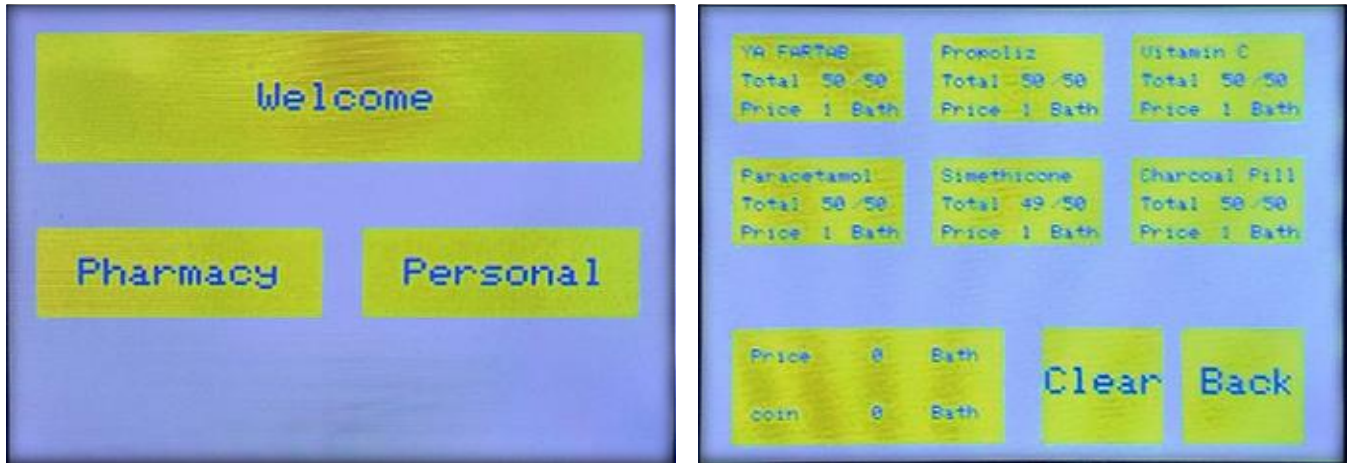 Welcome
Pharmacy
Personal
YA FARTAB
Total 50/50
Price 1 Bath
Propoliz
Total 50/50
Price 1 Bath
Vitamin C
Total 50/50
Price 1 Bath
Paracetamol
Total 50/50
Price 1 Bath
Simethicone
Total 49/50
Price 1 Bath
Charcoal Pill
Total 50/50
Price 1 Bath
Price 0 Bath
coin 0 Bath
Clear
Back